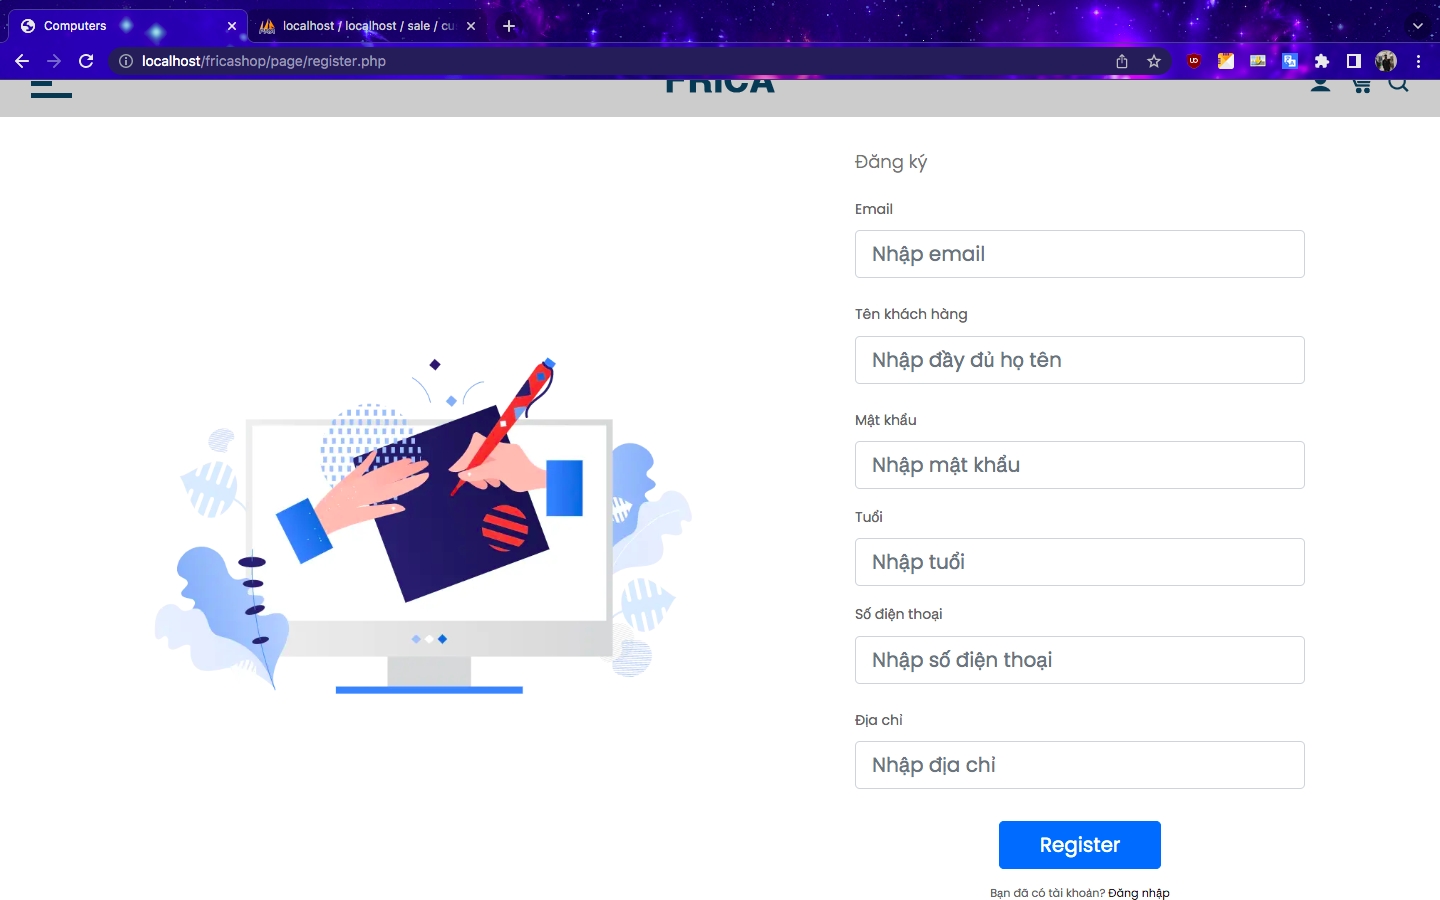 Computers
localhost / localhost / sale / cu
localhost/fricashop/page/register.php
FRICA
Đăng ký
Email
Nhập email
Tên khách hàng
Nhập đầy đủ họ tên
Mật khẩu
Nhập mật khẩu
Tuổi
Nhập tuổi
Số điện thoại
Nhập số điện thoại
Địa chỉ
Nhập địa chỉ
Register
Bạn đã có tài khoản? Đăng nhập